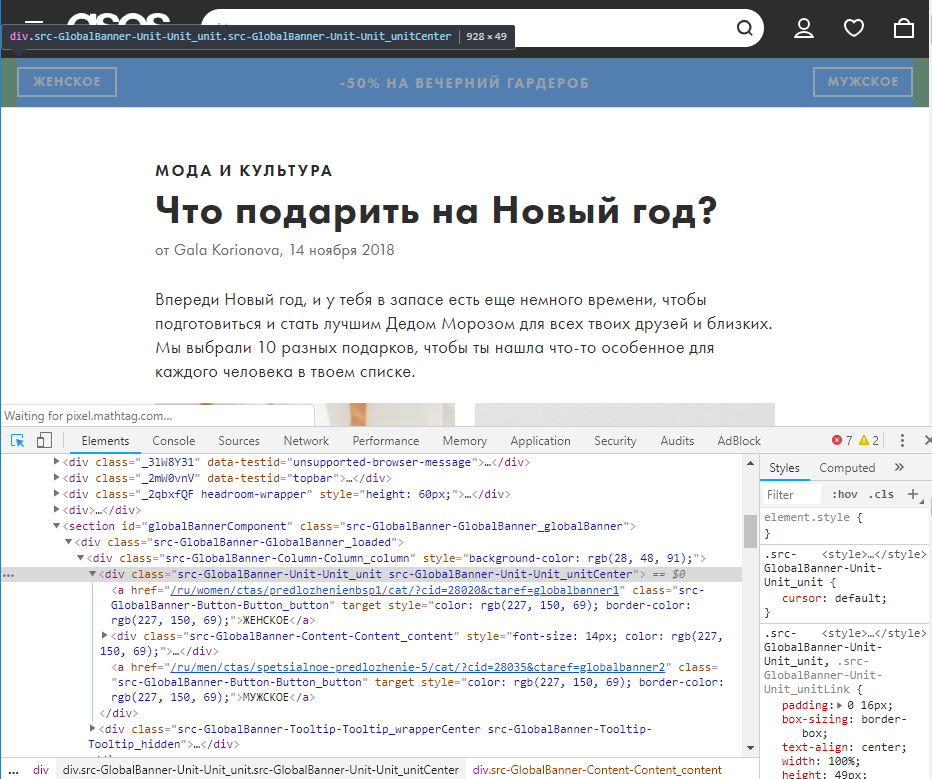 asos
div.src-GlobalBanner-Unit-Unit_unit.src-GlobalBanner-Unit-Unit_unitCenter | 928 × 49
ЖЕНСКОЕ
-50% НА ВЕЧЕРНИЙ ГАРДЕРОБ
МУЖСКОЕ
МОДА И КУЛЬТУРА
Что подарить на Новый год?
от Gala Korionova, 14 ноября 2018
Впереди Новый год, и у тебя в запасе есть еще немного времени, чтобы
подготовиться и стать лучшим Дедом Морозом для всех твоих друзей и близких.
Мы выбрали 10 разных подарков, чтобы ты нашла что-то особенное для
каждого человека в твоем списке.
Waiting for pixel.mathtag.com...
Elements Console Sources Network Performance Memory Application Security Audits AdBlock 7 2
<div class="_3lW8Y31" data-testid="unsupported-browser-message">…</div>
<div class="_2mW0vnV" data-testid="topbar">…</div>
<div class="_2qbxfQF headroom-wrapper" style="height: 60px;">…</div>
<div>…</div>
<section id="globalBannerComponent" class="src-GlobalBanner-GlobalBanner_globalBanner">
<div class="src-GlobalBanner-GlobalBanner_loaded">
<div class="src-GlobalBanner-Column-Column_column" style="background-color: rgb(28, 48, 91);">
<div class="src-GlobalBanner-Unit-Unit_unit src-GlobalBanner-Unit-Unit_unitCenter"> == $0
<a href="/ru/women/ctas/predlozhenienbsp1/cat/?cid=28020&ctaref=globalbanner1" class="src-
GlobalBanner-Button-Button_button" target style="color: rgb(227, 150, 69); border-color:
rgb(227, 150, 69);">ЖЕНСКОЕ</a>
<div class="src-GlobalBanner-Content-Content_content" style="font-size: 14px; color: rgb(227,
150, 69);">…</div>
<a href="/ru/men/ctas/spetsialnoe-predlozhenie-5/cat/?cid=28035&ctaref=globalbanner2" class=
"src-GlobalBanner-Button-Button_button" target style="color: rgb(227, 150, 69); border-color:
rgb(227, 150, 69);">МУЖСКОЕ</a>
</div>
<div class="src-GlobalBanner-Tooltip-Tooltip_wrapperCenter src-GlobalBanner-Tooltip-
Tooltip_hidden">…</div>
... div div.src-GlobalBanner-Unit-Unit_unit.src-GlobalBanner-Unit-Unit_unitCenter div.src-GlobalBanner-Content-Content_content
Styles Computed »
Filter :hov .cls +
element.style {
}
.src- <style>…</style>
GlobalBanner-
Unit-
Unit_unit {
cursor: default;
}
.src- <style>…</style>
GlobalBanner-Unit-
Unit_unit, .src-
GlobalBanner-Unit-
Unit_unitLink {
padding: 0 16px;
box-sizing: border-
box;
text-align: center;
width: 100%;
height: 49px;